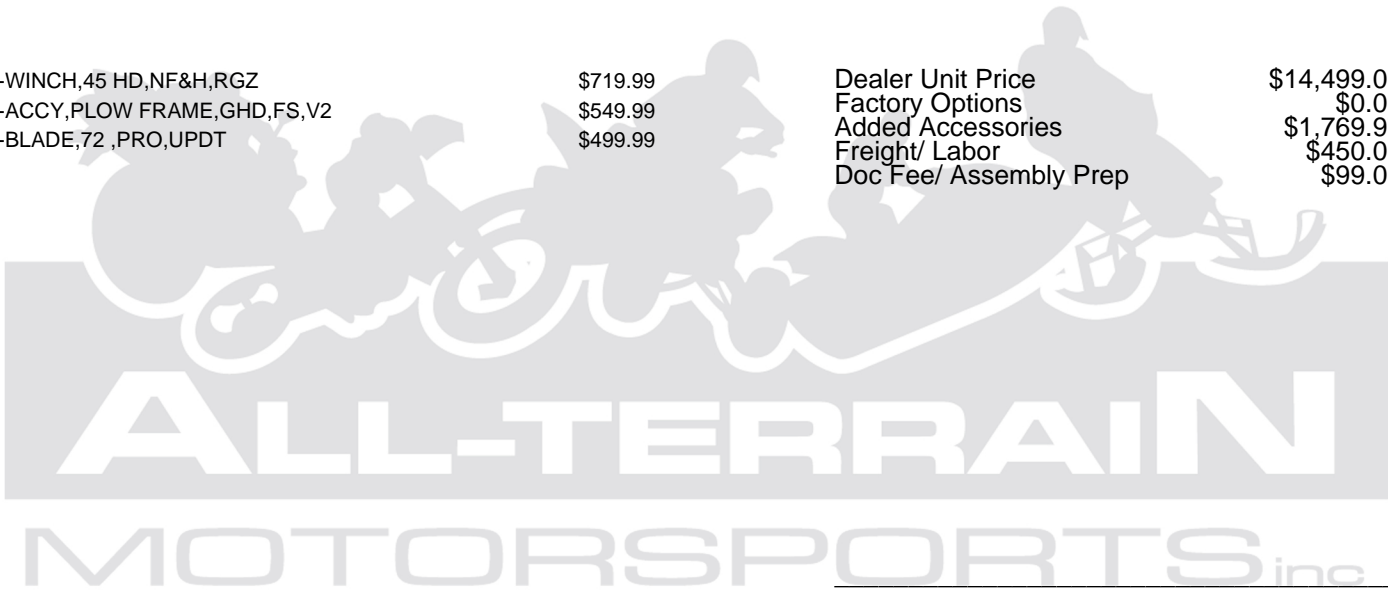 -WINCH,45 HD,NF&H,RGZ $719.99
-ACCY,PLOW FRAME,GHD,FS,V2 $549.99
-BLADE,72 ,PRO,UPDT $499.99
Dealer Unit Price $14,499.0
Factory Options $0.0
Added Accessories $1,769.9
Freight/ Labor $450.0
Doc Fee/ Assembly Prep $99.0
ALL-TERRAIN
MOTORSPORTS inc